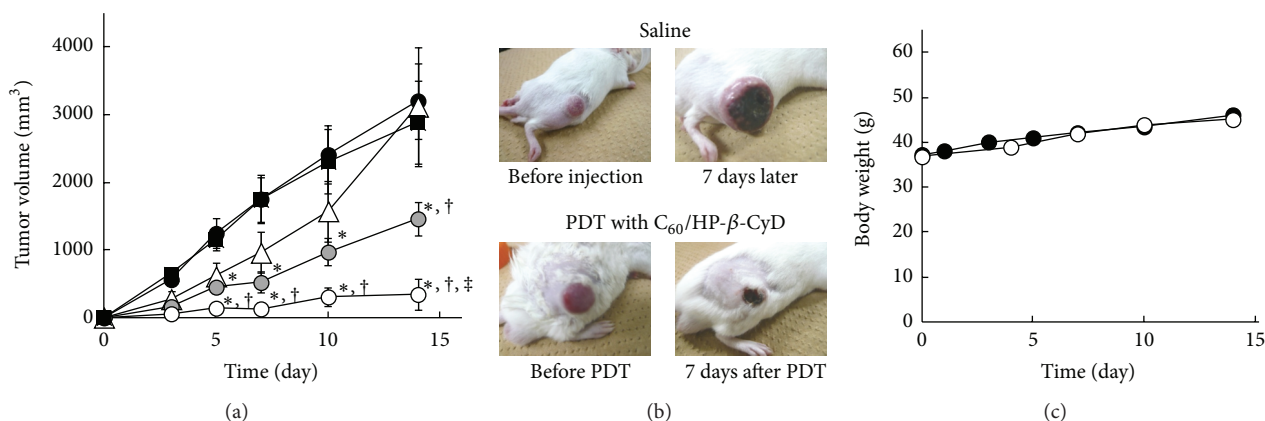 4000
3000
2000
1000
0
Tumor volume (mm³)
*
*
*
*, †
*, †
*, †
*, †
*, †, ‡
0
5
10
15
Time (day)
(a)
Saline
Before injection
7 days later
PDT with C₆₀/HP-β-CyD
Before PDT
7 days after PDT
(b)
60
50
40
30
20
10
0
Body weight (g)
0
5
10
15
Time (day)
(c)